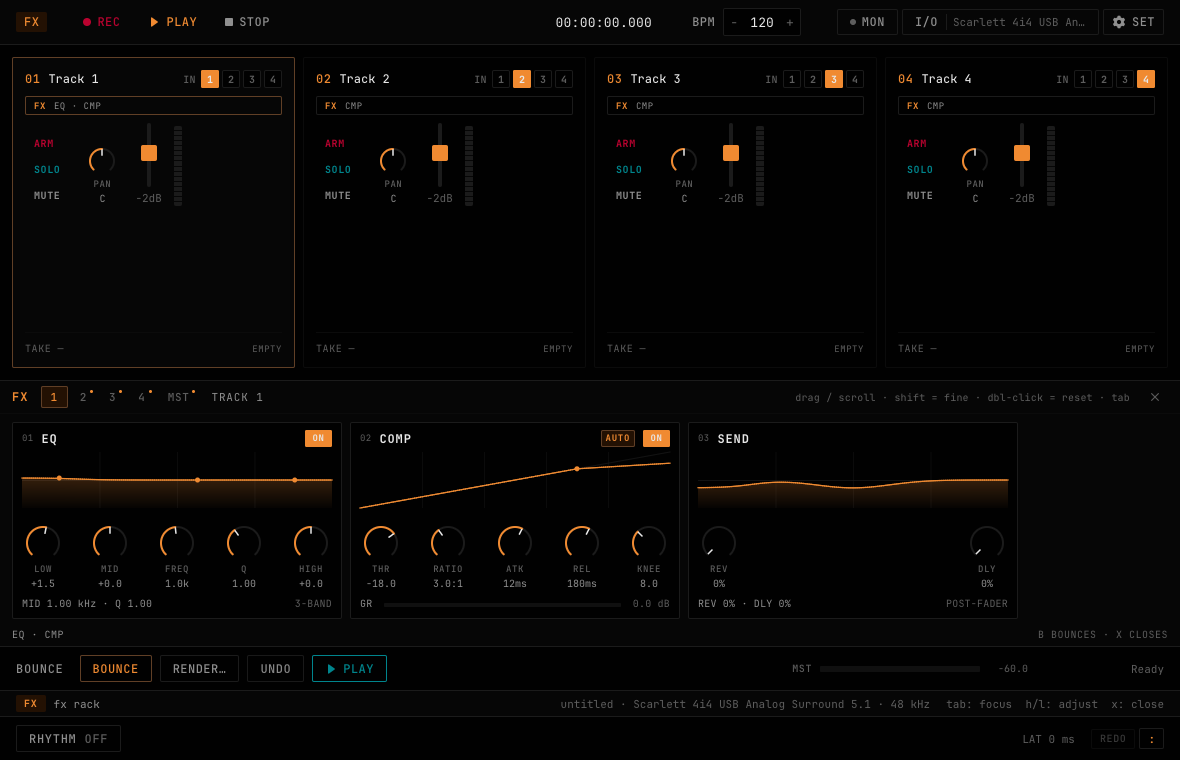 FX REC PLAY STOP 00:00:00.000 BPM - 120 + MON I/O Scarlett 4i4 USB An… SET
01 Track 1 IN 1 2 3 4
02 Track 2 IN 1 2 3 4
03 Track 3 IN 1 2 3 4
04 Track 4 IN 1 2 3 4
FX EQ · CMP
FX CMP
FX CMP
FX CMP
ARM
SOLO
MUTE
PAN
C
-2dB
ARM
SOLO
MUTE
PAN
C
-2dB
ARM
SOLO
MUTE
PAN
C
-2dB
ARM
SOLO
MUTE
PAN
C
-2dB
TAKE — EMPTY
TAKE — EMPTY
TAKE — EMPTY
TAKE — EMPTY
FX 1 2 3 4 MST TRACK 1 drag / scroll · shift = fine · dbl-click = reset · tab ×
01 EQ ON
LOW MID FREQ Q HIGH
+1.5 +0.0 1.0k 1.00 +0.0
MID 1.00 kHz · Q 1.00 3-BAND
02 COMP AUTO ON
THR RATIO ATK REL KNEE
-18.0 3.0:1 12ms 180ms 8.0
GR 0.0 dB
03 SEND
REV DLY
0% 0%
REV 0% · DLY 0% POST-FADER
EQ · CMP B BOUNCES · X CLOSES
BOUNCE BOUNCE RENDER… UNDO PLAY MST -60.0 Ready
FX fx rack untitled · Scarlett 4i4 USB Analog Surround 5.1 · 48 kHz tab: focus h/l: adjust x: close
RHYTHM OFF LAT 0 ms REDO :